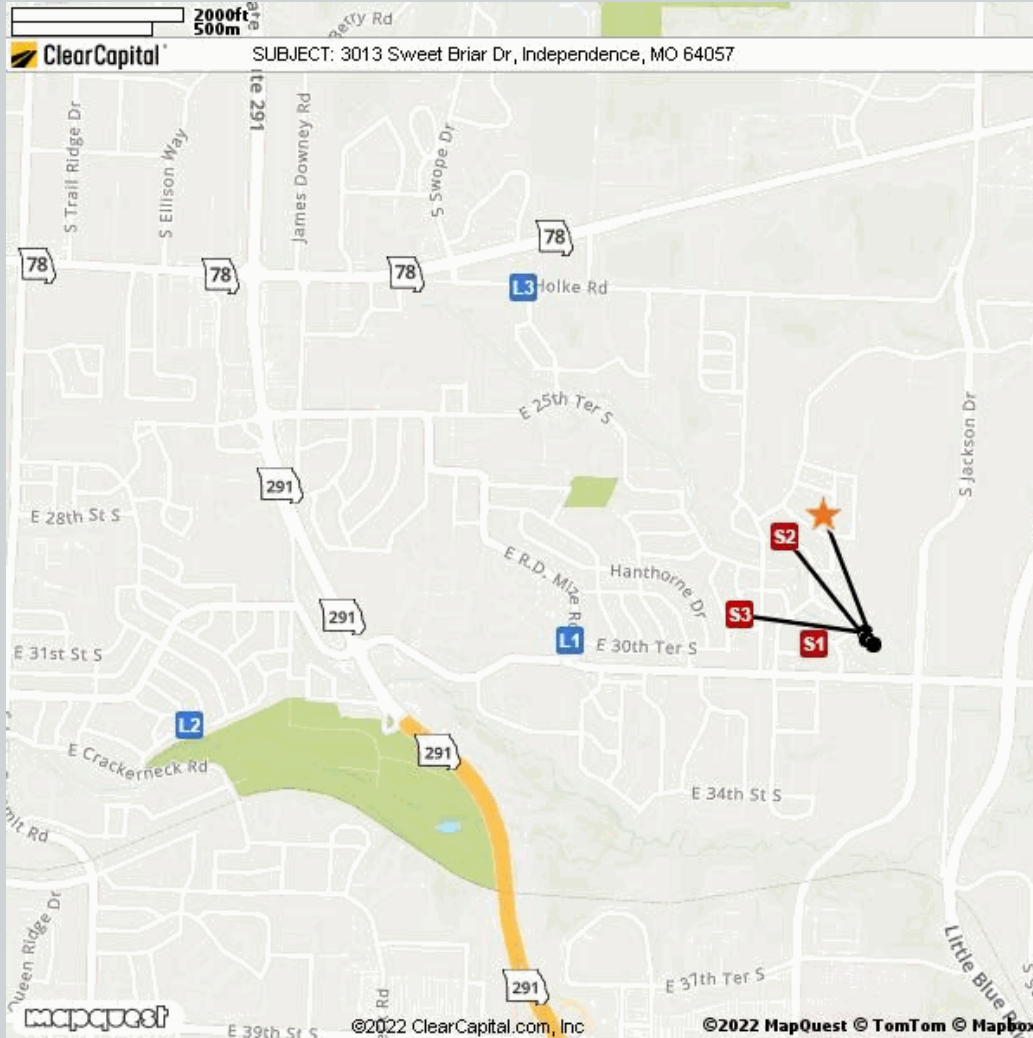 2000ft
500m
Berry Rd
ClearCapital
SUBJECT: 3013 Sweet Briar Dr, Independence, MO 64057
291
S Trail Ridge Dr
S Ellison Way
James Downey Rd
S Swope Dr
78
78
78
78
L3
Holke Rd
E 25th Ter S
S Jackson Dr
291
E 28th St S
S2
E R.D. Mize Rd
Hanthorne Dr
S3
291
L1
E 30th Ter S
S1
E 31st St S
L2
E Crackerneck Rd
291
E 34th St S
Rd
Queen Ridge Dr
Little Blue
E 37th Ter S
291
Rd
mapquest
E 39th St S
©2022 ClearCapital.com, Inc
©2022 MapQuest © TomTom © Mapbox